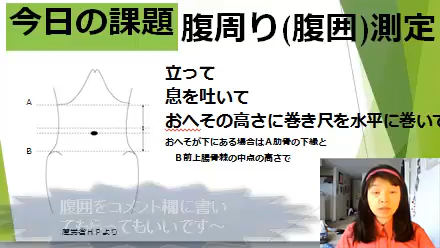 今日の課題
腹周り(腹囲)測定
立って
息を吐いて
おへその高さに巻き尺を水平に巻いて
おへそが下にある場合はA肋骨の下縁と
B前上腸骨棘の中点の高さで
A
B
腹囲をコメント欄に書い
てもいいです～
厚労省HPより